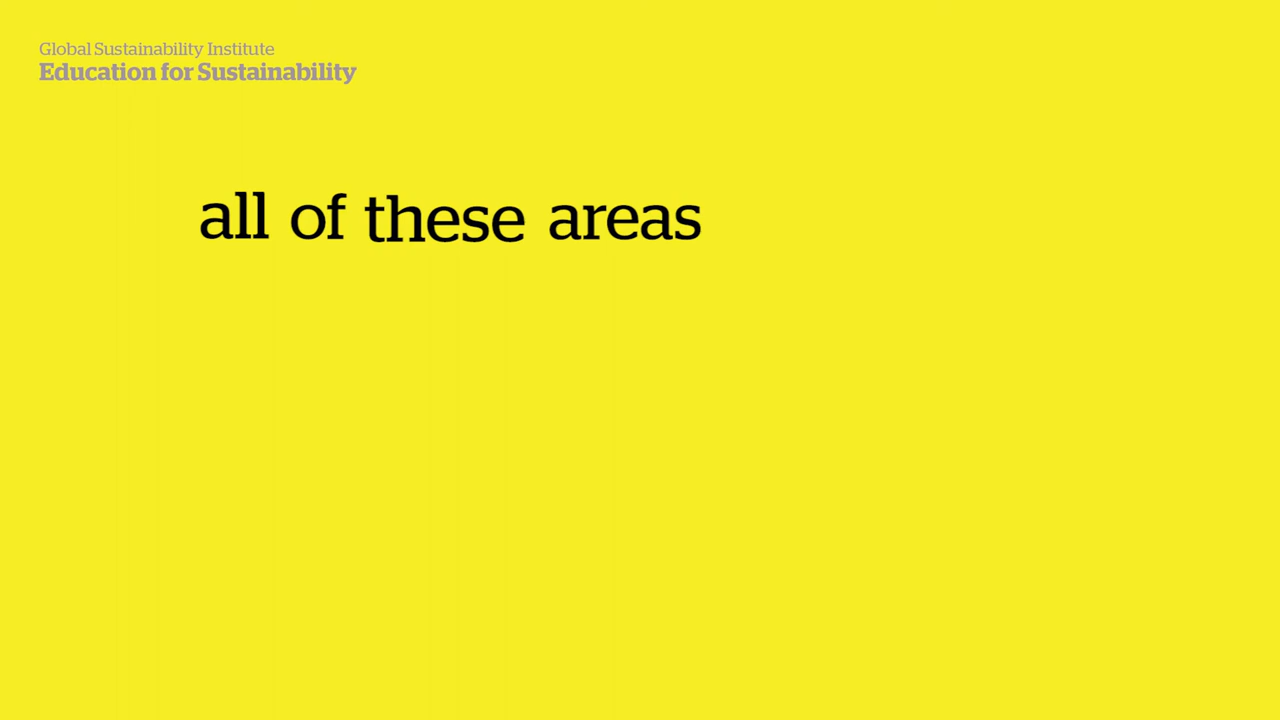 Global Sustainability Institute
Education for Sustainability
all of these areas